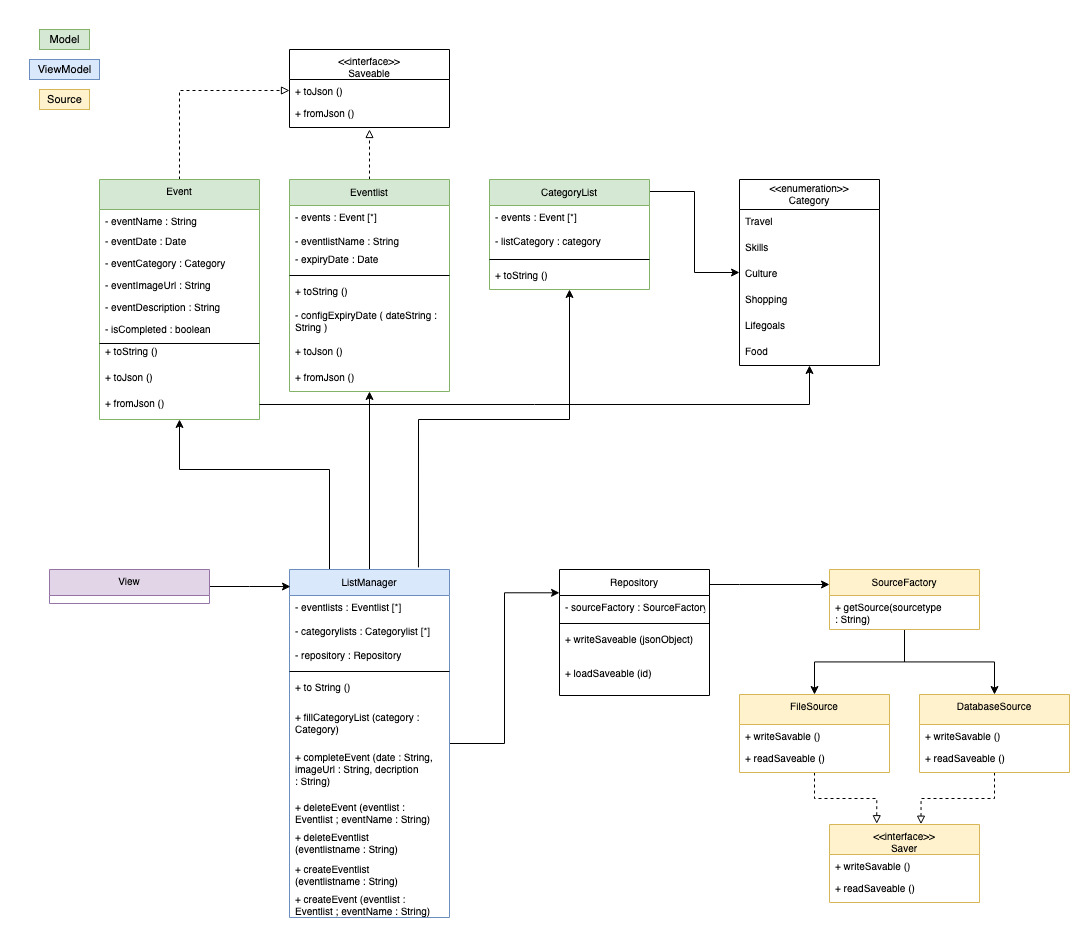 Model
ViewModel
Source
<<interface>>
Saveable
+ toJson ()
+ fromJson ()
Event
- eventName : String
- eventDate : Date
- eventCategory : Category
- eventImageUrl : String
- eventDescription : String
- isCompleted : boolean
+ toString ()
+ toJson ()
+ fromJson ()
Eventlist
- events : Event [*]
- eventlistName : String
- expiryDate : Date
+ toString ()
- configExpiryDate ( dateString :
String )
+ toJson ()
+ fromJson ()
CategoryList
- events : Event [*]
- listCategory : category
+ toString ()
<<enumeration>>
Category
Travel
Skills
Culture
Shopping
Lifegoals
Food
View
ListManager
- eventlists : Eventlist [*]
- categorylists : Categorylist [*]
- repository : Repository
+ to String ()
+ fillCategoryList (category :
Category)
+ completeEvent (date : String,
imageUrl : String, decription
: String)
+ deleteEvent (eventlist :
Eventlist ; eventName : String)
+ deleteEventlist
(eventlistname : String)
+ createEventlist
(eventlistname : String)
+ createEvent (eventlist :
Eventlist ; eventName : String)
Repository
- sourceFactory : SourceFactory
+ writeSaveable (jsonObject)
+ loadSaveable (id)
SourceFactory
+ getSource(sourcetype
: String)
FileSource
+ writeSavable ()
+ readSaveable ()
DatabaseSource
+ writeSavable ()
+ readSaveable ()
<<interface>>
Saver
+ writeSavable ()
+ readSaveable ()